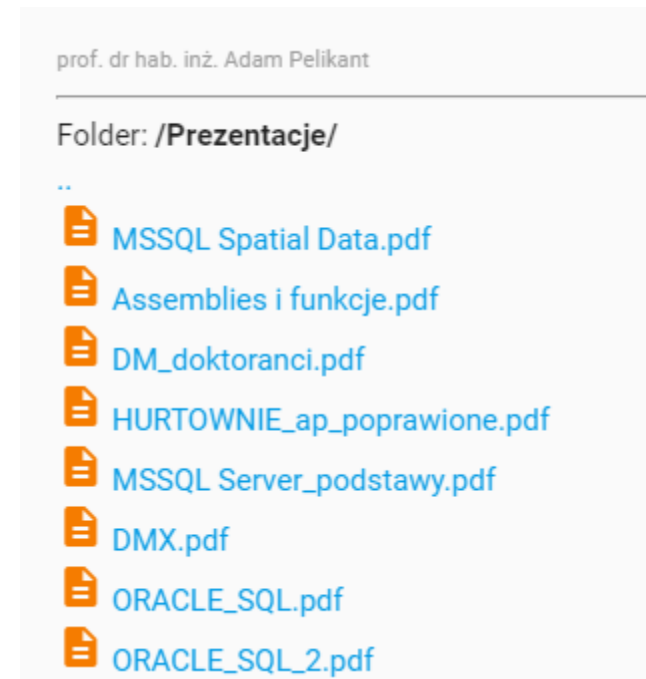 prof. dr hab. inż. Adam Pelikant
Folder: /Prezentacje/
..
MSSQL Spatial Data.pdf
Assemblies i funkcje.pdf
DM_doktoranci.pdf
HURTOWNIE_ap_poprawione.pdf
MSSQL Server_podstawy.pdf
DMX.pdf
ORACLE_SQL.pdf
ORACLE_SQL_2.pdf